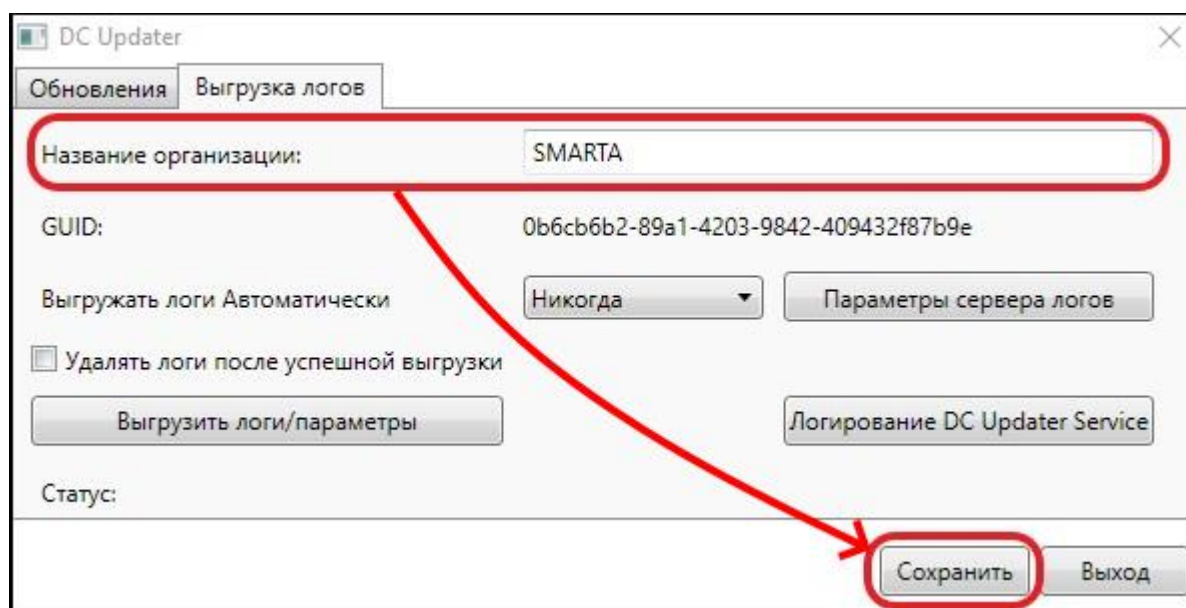 DC Updater
Обновления Выгрузка логов
Название организации: SMARTA
GUID: 0b6cb6b2-89a1-4203-9842-409432f87b9e
Выгружать логи Автоматически Никогда Параметры сервера логов
Удалять логи после успешной выгрузки
Выгрузить логи/параметры Логирование DC Updater Service
Статус:
Сохранить Выход